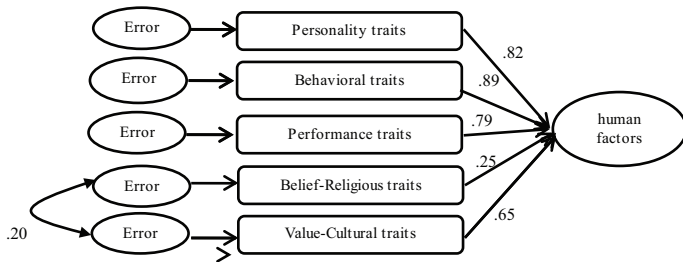 Error
Personality traits
.82
Error
Behavioral traits
.89
Error
Performance traits
.79
human
factors
Error
Belief-Religious traits
.25
.20
Error
Value-Cultural traits
.65